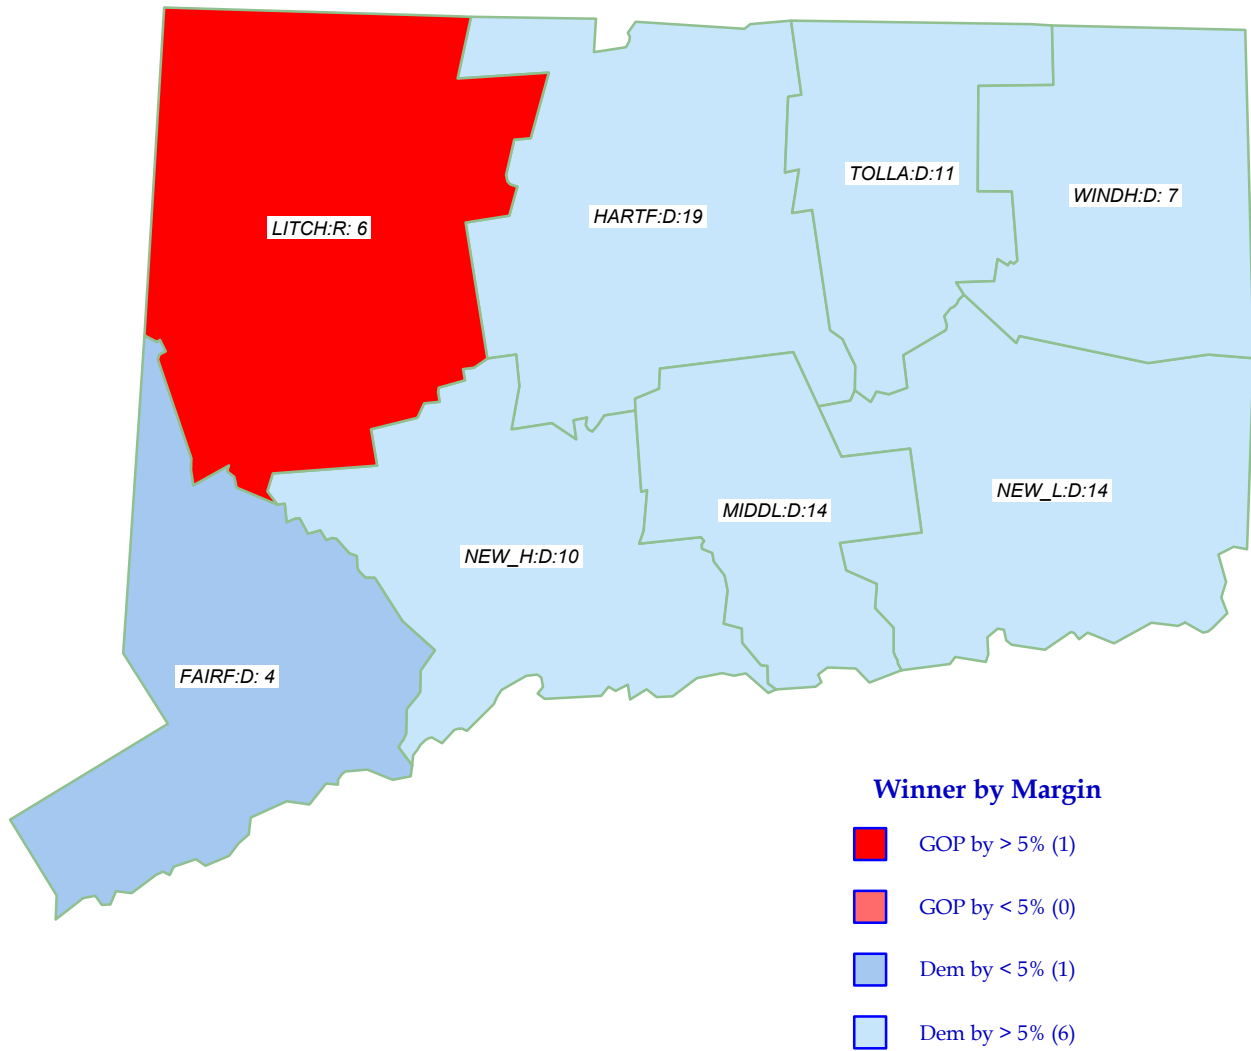 TOLLA:D:11
WINDH:D: 7
HARTF:D:19
LITCH:R: 6
NEW_L:D:14
MIDDL:D:14
NEW_H:D:10
FAIRF:D: 4
Winner by Margin
GOP by > 5% (1)
GOP by < 5% (0)
Dem by < 5% (1)
Dem by > 5% (6)